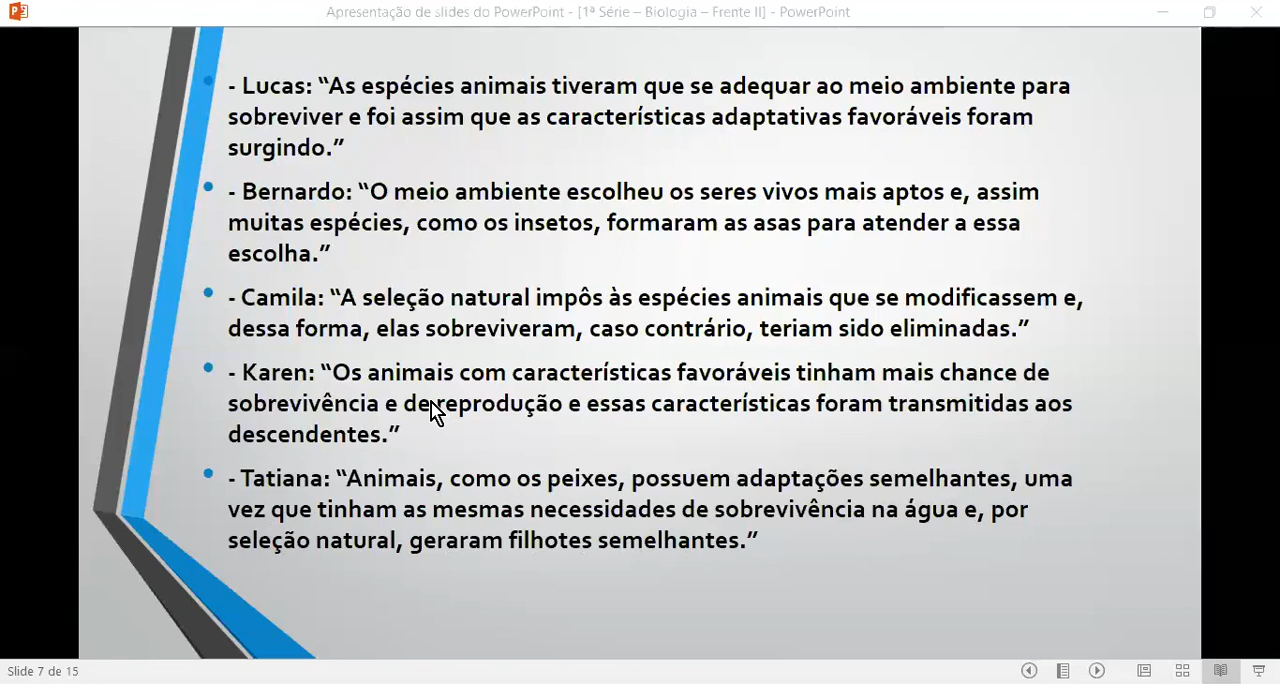 Apresentação de slides do PowerPoint - [1ª Série – Biologia – Frente II] - PowerPoint
- Lucas: “As espécies animais tiveram que se adequar ao meio ambiente para
sobreviver e foi assim que as características adaptativas favoráveis foram
surgindo.”
- Bernardo: “O meio ambiente escolheu os seres vivos mais aptos e, assim
muitas espécies, como os insetos, formaram as asas para atender a essa
escolha.”
- Camila: “A seleção natural impôs às espécies animais que se modificassem e,
dessa forma, elas sobreviveram, caso contrário, teriam sido eliminadas.”
- Karen: “Os animais com características favoráveis tinham mais chance de
sobrevivência e de reprodução e essas características foram transmitidas aos
descendentes.”
- Tatiana: “Animais, como os peixes, possuem adaptações semelhantes, uma
vez que tinham as mesmas necessidades de sobrevivência na água e, por
seleção natural, geraram filhotes semelhantes.”
Slide 7 de 15